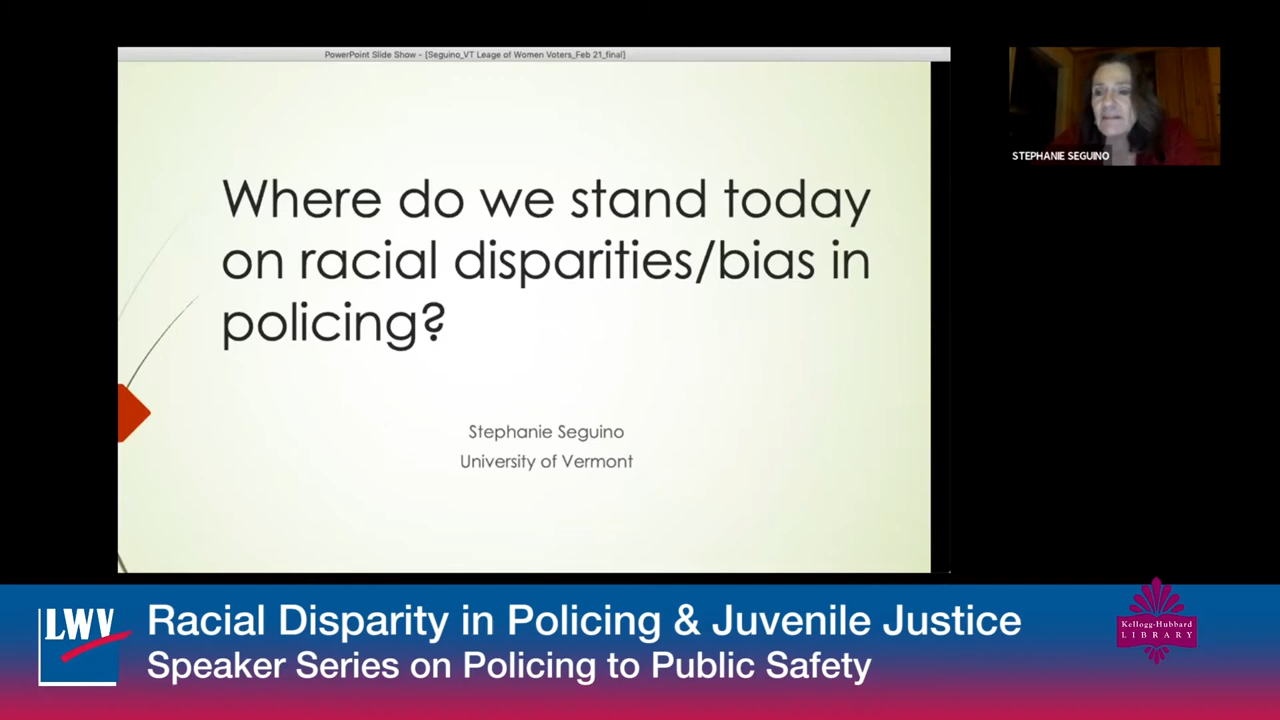 PowerPoint Slide Show - [Seguino_VT Leage of Women Voters_Feb 21_final]
Where do we stand today
on racial disparities/bias in
policing?
Stephanie Seguino
University of Vermont
STEPHANIE SEGUINO
LWV
Racial Disparity in Policing & Juvenile Justice
Speaker Series on Policing to Public Safety
Kellogg-Hubbard
LIBRARY